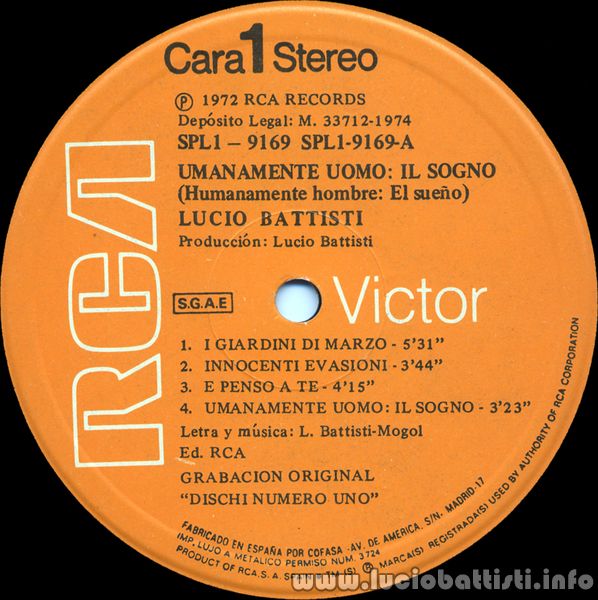 Cara 1 Stereo
Ⓟ 1972 RCA RECORDS
Depósito Legal: M. 33712-1974
SPL1 – 9169 SPL1-9169-A
UMANAMENTE UOMO: IL SOGNO
(Humanamente hombre: El sueño)
LUCIO BATTISTI
Producción: Lucio Battisti
RCA
S.G.A.E
Victor
1. I GIARDINI DI MARZO - 5'31"
2. INNOCENTI EVASIONI - 3'44"
3. E PENSO A TE - 4'15"
4. UMANAMENTE UOMO: IL SOGNO - 3'23"
Letra y música: L. Battisti-Mogol
Ed. RCA
GRABACION ORIGINAL
"DISCHI NUMERO UNO"
FABRICADO EN ESPAÑA POR COFASA -AV. DE AMERICA, S/N. MADRID-17
IMP. LUJO A METALICO PERMISO NUM. 3724
PRODUCT OF RCA. S. A. SPAIN ® TM (S) ® MARCA(S) REGISTRADA(S) USED BY AUTHORITY OF RCA CORPORATION
www.luciobattisti.info